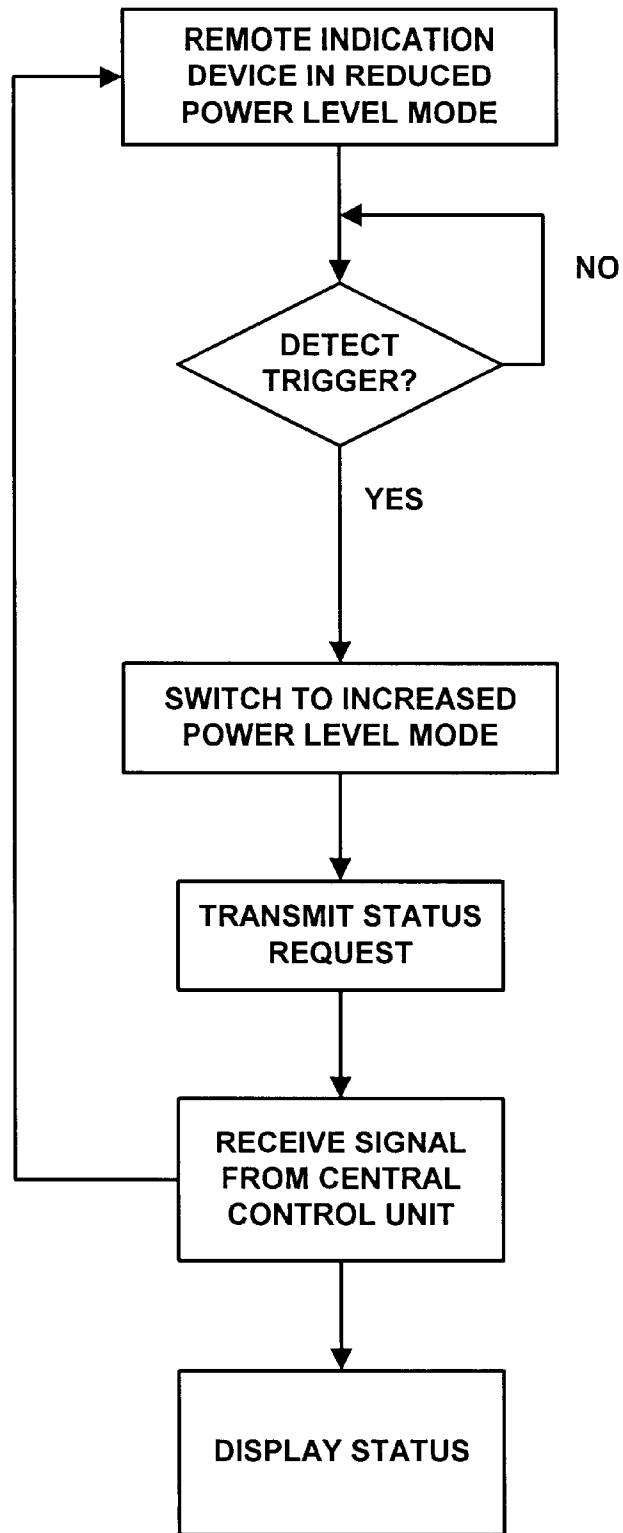 REMOTE INDICATION
DEVICE IN REDUCED
POWER LEVEL MODE
NO
DETECT
TRIGGER?
YES
SWITCH TO INCREASED
POWER LEVEL MODE
TRANSMIT STATUS
REQUEST
RECEIVE SIGNAL
FROM CENTRAL
CONTROL UNIT
DISPLAY STATUS